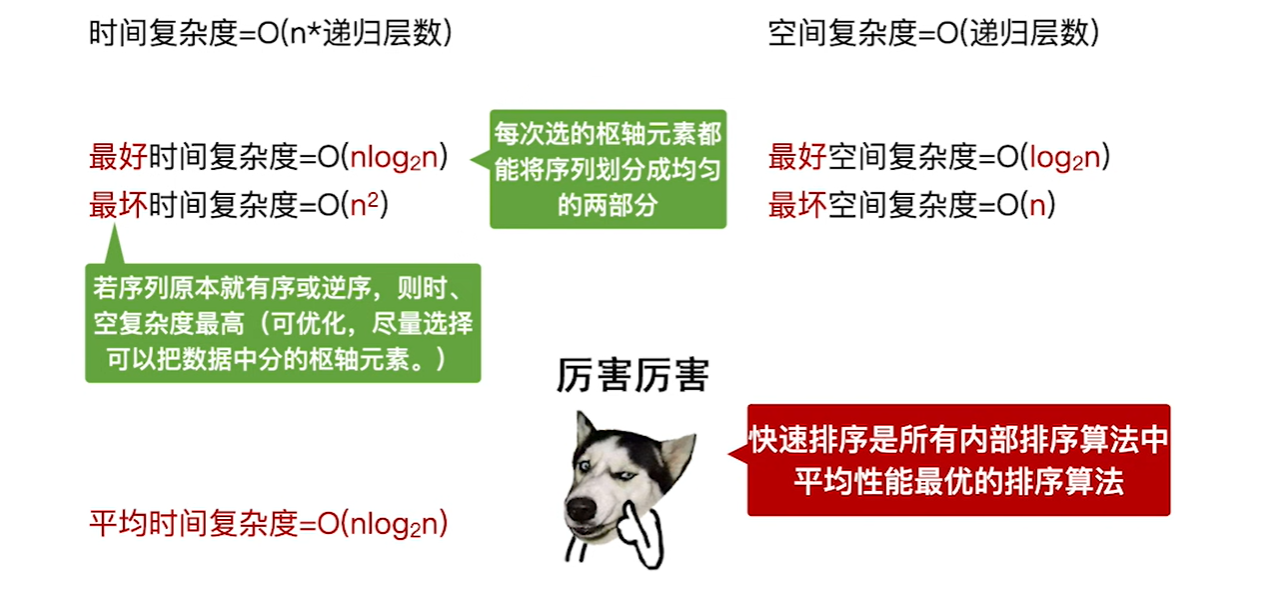 时间复杂度=O(n*递归层数)
空间复杂度=O(递归层数)
最好时间复杂度=O(nlog₂n)
最坏时间复杂度=O(n²)
每次选的枢轴元素都
能将序列划分成均匀
的两部分
最好空间复杂度=O(log₂n)
最坏空间复杂度=O(n)
若序列原本就有序或逆序，则时、
空复杂度最高（可优化，尽量选择
可以把数据中分的枢轴元素。）
厉害厉害
快速排序是所有内部排序算法中
平均性能最优的排序算法
平均时间复杂度=O(nlog₂n)